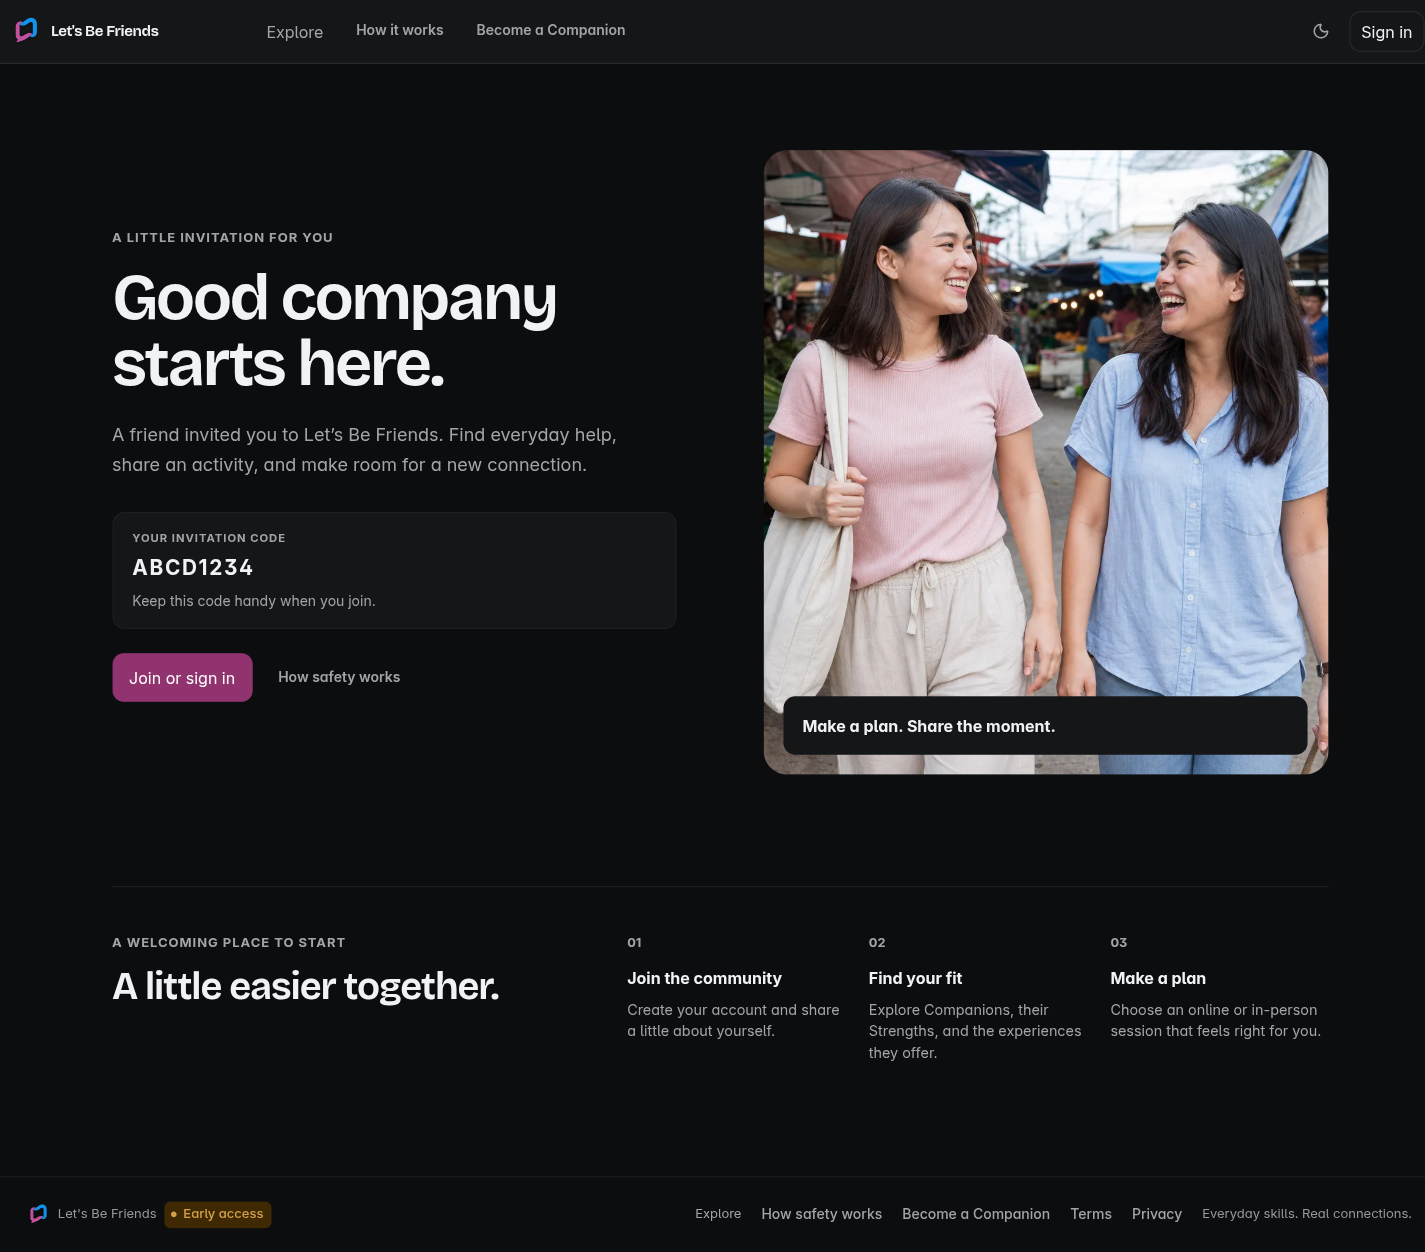 Let's Be Friends
Explore
How it works
Become a Companion
Sign in
A LITTLE INVITATION FOR YOU
Good company
starts here.
A friend invited you to Let’s Be Friends. Find everyday help,
share an activity, and make room for a new connection.
YOUR INVITATION CODE
ABCD1234
Keep this code handy when you join.
Join or sign in
How safety works
Make a plan. Share the moment.
A WELCOMING PLACE TO START
A little easier together.
01
Join the community
Create your account and share
a little about yourself.
02
Find your fit
Explore Companions, their
Strengths, and the experiences
they offer.
03
Make a plan
Choose an online or in-person
session that feels right for you.
Let's Be Friends
Early access
Explore
How safety works
Become a Companion
Terms
Privacy
Everyday skills. Real connections.